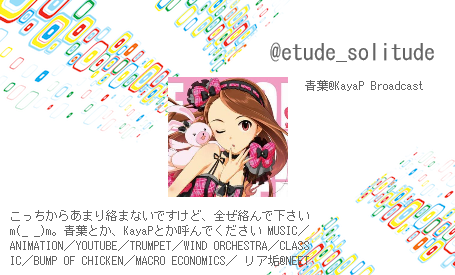 @etude_solitude
青葉@KayaP Broadcast
こっちからあまり絡まないですけど、全ぜ絡んで下さい
m(_ _)m。青葉とか、KayaPとか呼んでください MUSIC／
ANIMATION／YOUTUBE／TRUMPET／WIND ORCHESTRA／CLASS
IC／BUMP OF CHICKEN／MACRO ECONOMICS／ リア垢@NEET